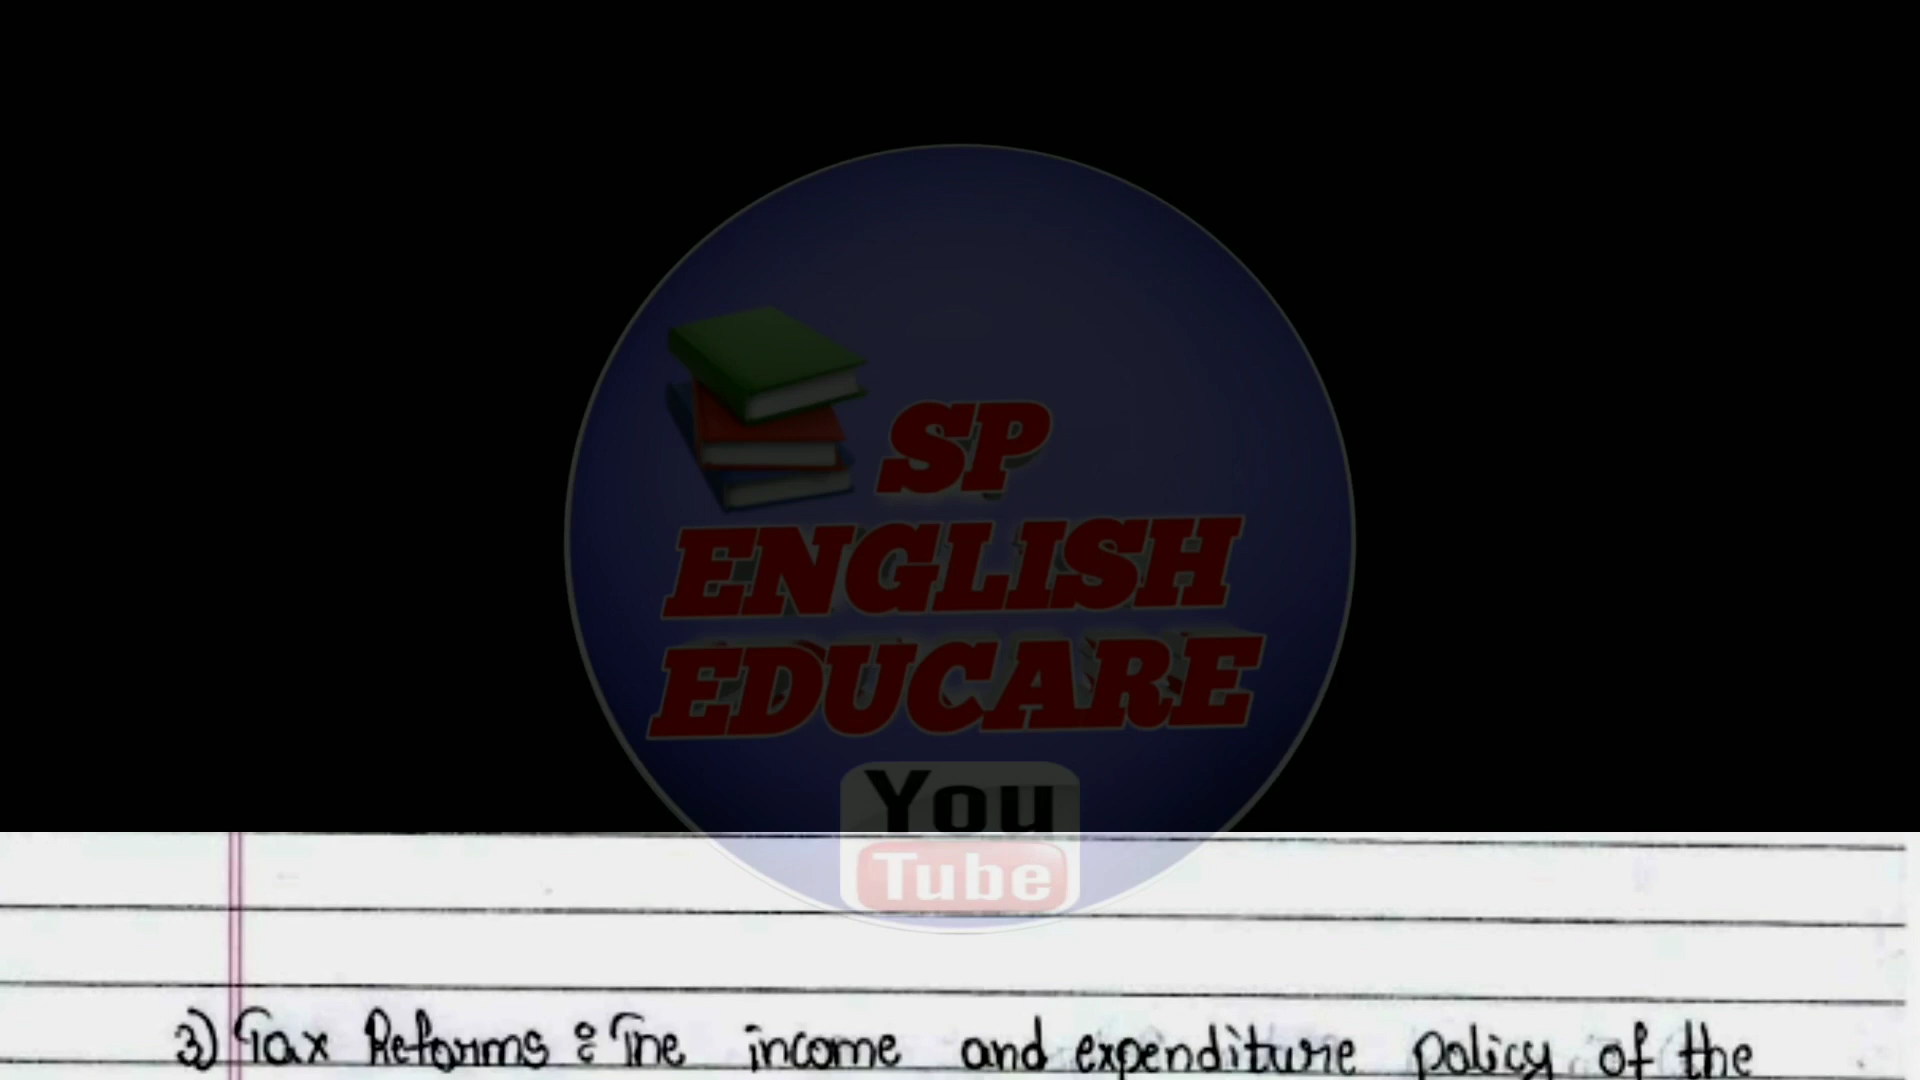 SP
ENGLISH
EDUCARE
You
Tube
3) Tax Reforms : The income and expenditure policy of the